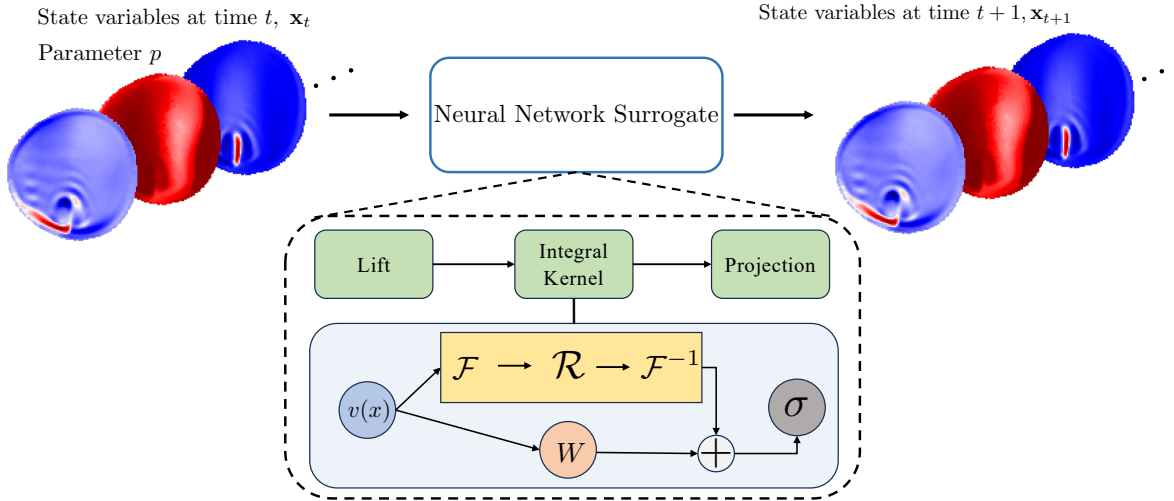 State variables at time t, x_t
Parameter p
State variables at time t + 1, x_{t+1}
Neural Network Surrogate
Lift
Integral
Kernel
Projection
F → R → F^{-1}
v(x)
W
+
σ